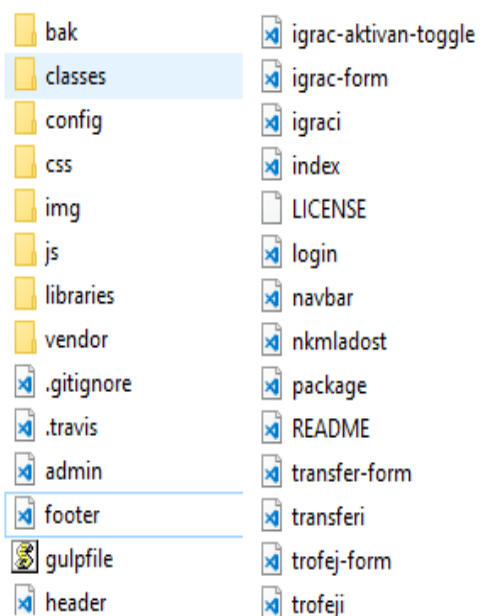 bak
classes
config
css
img
js
libraries
vendor
.gitignore
.travis
admin
footer
gulpfile
header
igrac-aktivan-toggle
igrac-form
igraci
index
LICENSE
login
navbar
nkmladost
package
README
transfer-form
transferi
trofej-form
trofeji